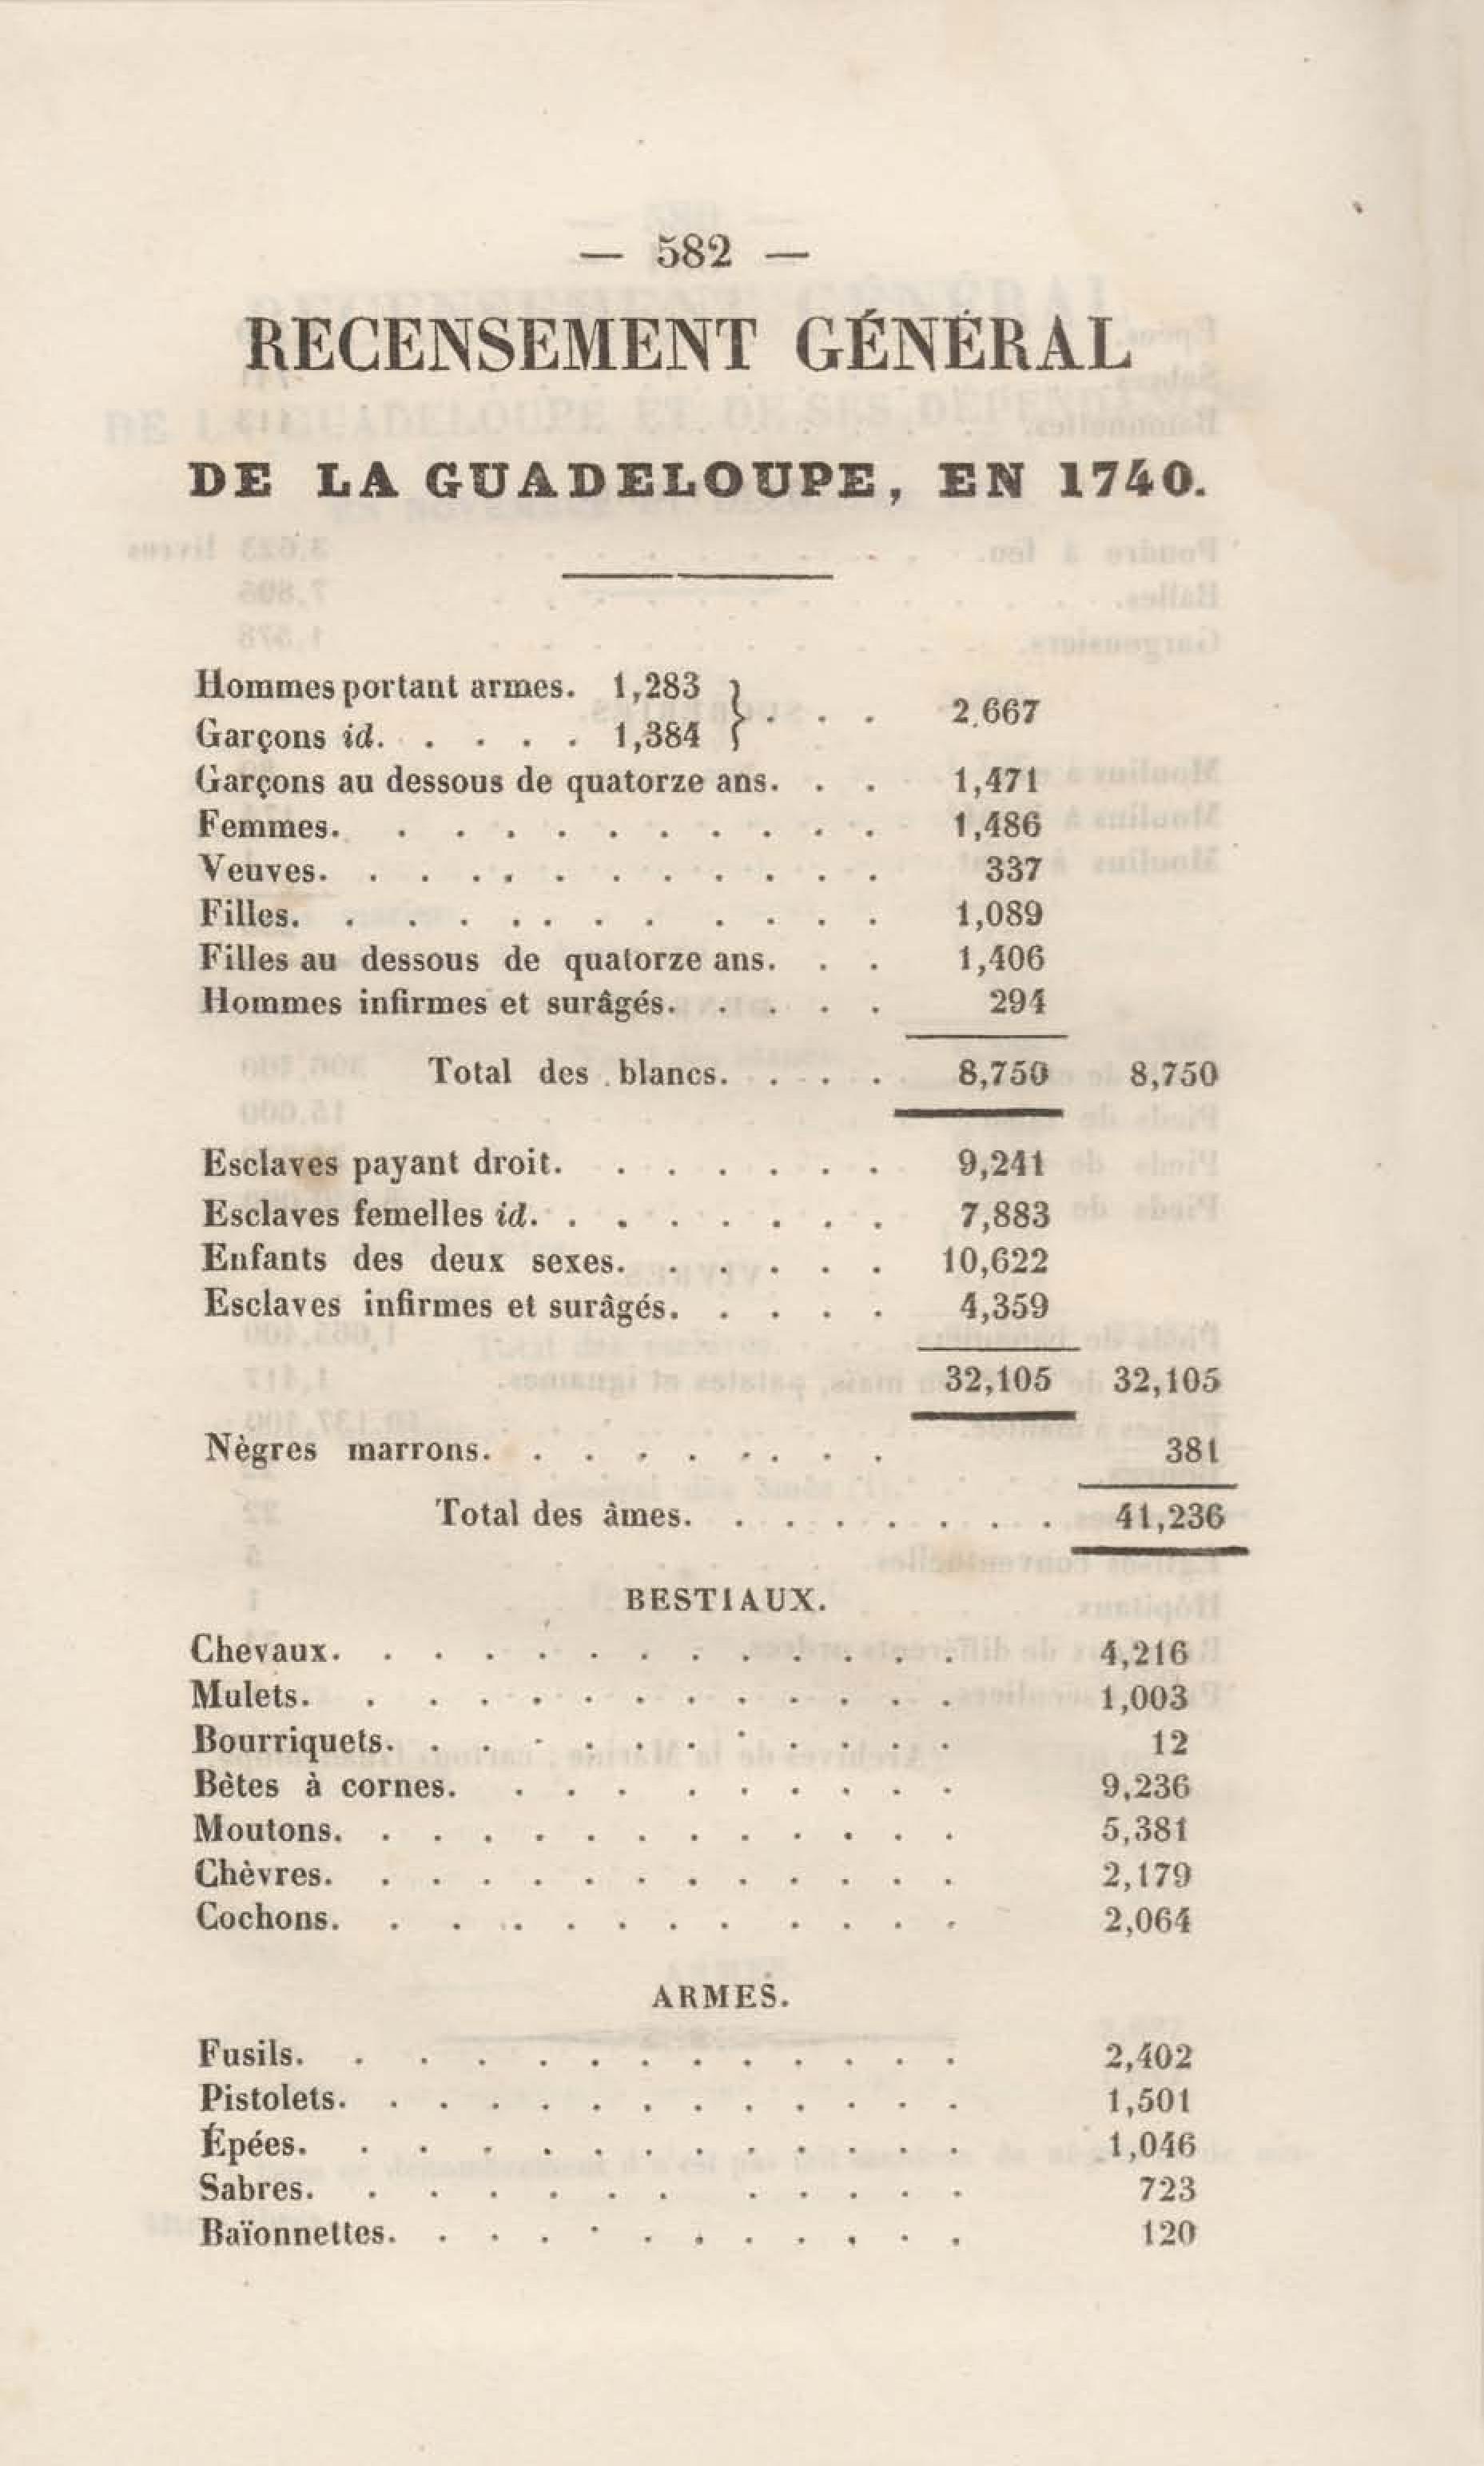 — 582 —
RECENSEMENT GÉNÉRAL
DE LA GUADELOUPE, EN 1740.
Hommes portant armes. 1,283
Garçons id. . . . . 1,384 } . . . 2,667
Garçons au dessous de quatorze ans. . . 1,471
Femmes. . . . . . . . . . . 1,486
Veuves. . . . . . . . . . . . 337
Filles. . . . . . . . . . . 1,089
Filles au dessous de quatorze ans. . . 1,406
Hommes infirmes et surâgés. . . . . 294
Total des blancs. . . . 8,750 8,750
Esclaves payant droit. . . . . . . 9,241
Esclaves femelles id. . . . . . . . 7,883
Enfants des deux sexes. . . . . . 10,622
Esclaves infirmes et surâgés. . . . . 4,359
32,105 32,105
Nègres marrons. . . . . . . . . 381
Total des âmes. . . . . . . . 41,236
BESTIAUX.
Chevaux. . . . . . . . . . . . . 4,216
Mulets. . . . . . . . . . . . . 1,003
Bourriquets. . . . . . . . . . . . 12
Bètes à cornes. . . . . . . . . . 9,236
Moutons. . . . . . . . . . . . . 5,381
Chèvres. . . . . . . . . . . . . 2,179
Cochons. . . . . . . . . . . . 2,064
ARMES.
Fusils. . . . . . . . . . . . . 2,402
Pistolets. . . . . . . . . . . . . 1,501
Épées. . . . . . . . . . . . . 1,046
Sabres. . . . . . . . . . . . 723
Baïonnettes. . . . . . . . . . . . 120